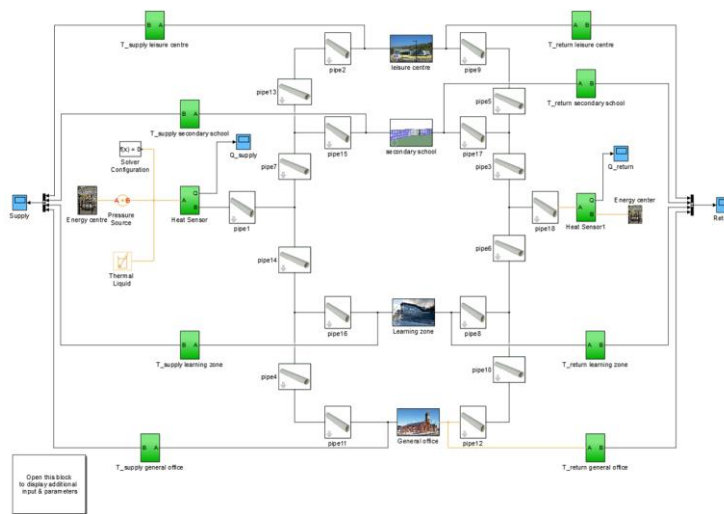 B A
T_supply leisure centre
pipe2
leisure centre
pipe9
A B
T_return leisure centre
pipe13
pipe5
A B
T_return secondary school
B A
T_supply secondary school
f(x) = 0
Solver
Configuration
Q_supply
pipe15
secondary school
pipe17
pipe7
pipe3
Q_return
Supply
Energy centre
A B
Pressure
Source
A Q B
Heat Sensor
pipe1
pipe18
A Q B
Heat Sensor1
Energy center
Thermal
Liquid
pipe14
pipe6
B A
T_supply learning zone
pipe16
Learning zone
pipe8
A B
T_return learning zone
pipe4
pipe18
B A
T_supply general office
pipe11
General office
pipe12
A B
T_return general office
Open this block
to display additional
input & parameters